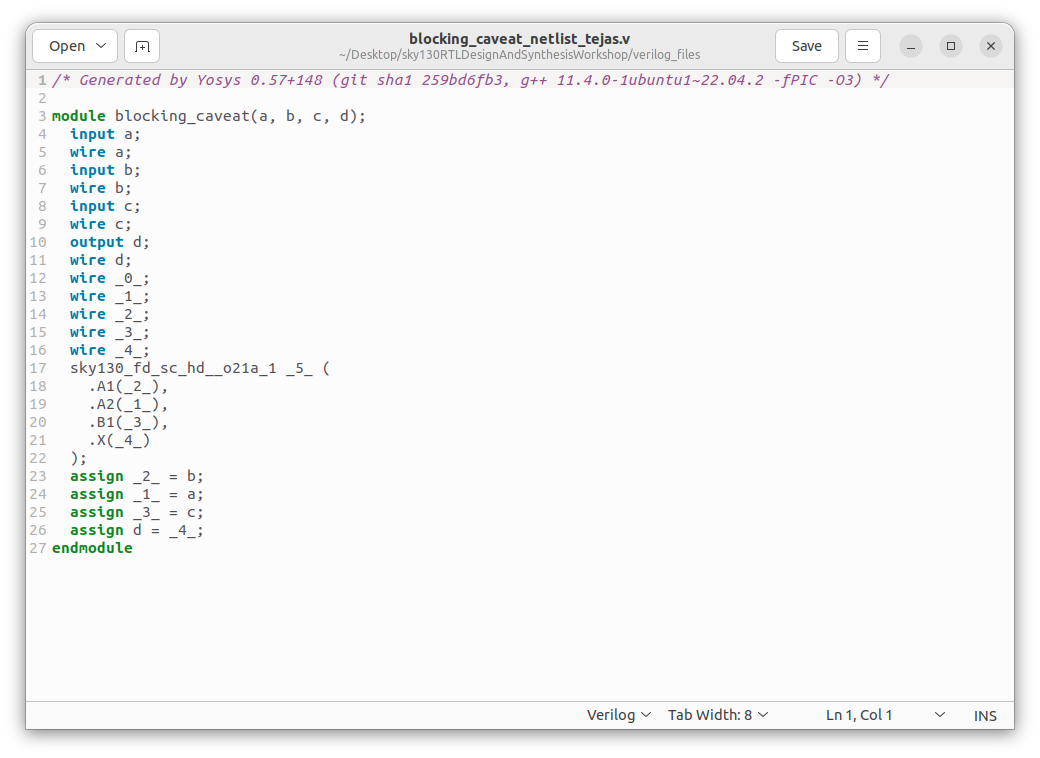 Open
blocking_caveat_netlist_tejas.v
~/Desktop/sky130RTLDesignAndSynthesisWorkshop/verilog_files
Save
1 /* Generated by Yosys 0.57+148 (git sha1 259bd6fb3, g++ 11.4.0-1ubuntu1~22.04.2 -fPIC -O3) */
2
3 module blocking_caveat(a, b, c, d);
4   input a;
5   wire a;
6   input b;
7   wire b;
8   input c;
9   wire c;
10   output d;
11   wire d;
12   wire _0_;
13   wire _1_;
14   wire _2_;
15   wire _3_;
16   wire _4_;
17   sky130_fd_sc_hd__o21a_1 _5_ (
18     .A1(_2_),
19     .A2(_1_),
20     .B1(_3_),
21     .X(_4_)
22   );
23   assign _2_ = b;
24   assign _1_ = a;
25   assign _3_ = c;
26   assign d = _4_;
27 endmodule
Verilog Tab Width: 8 Ln 1, Col 1 INS